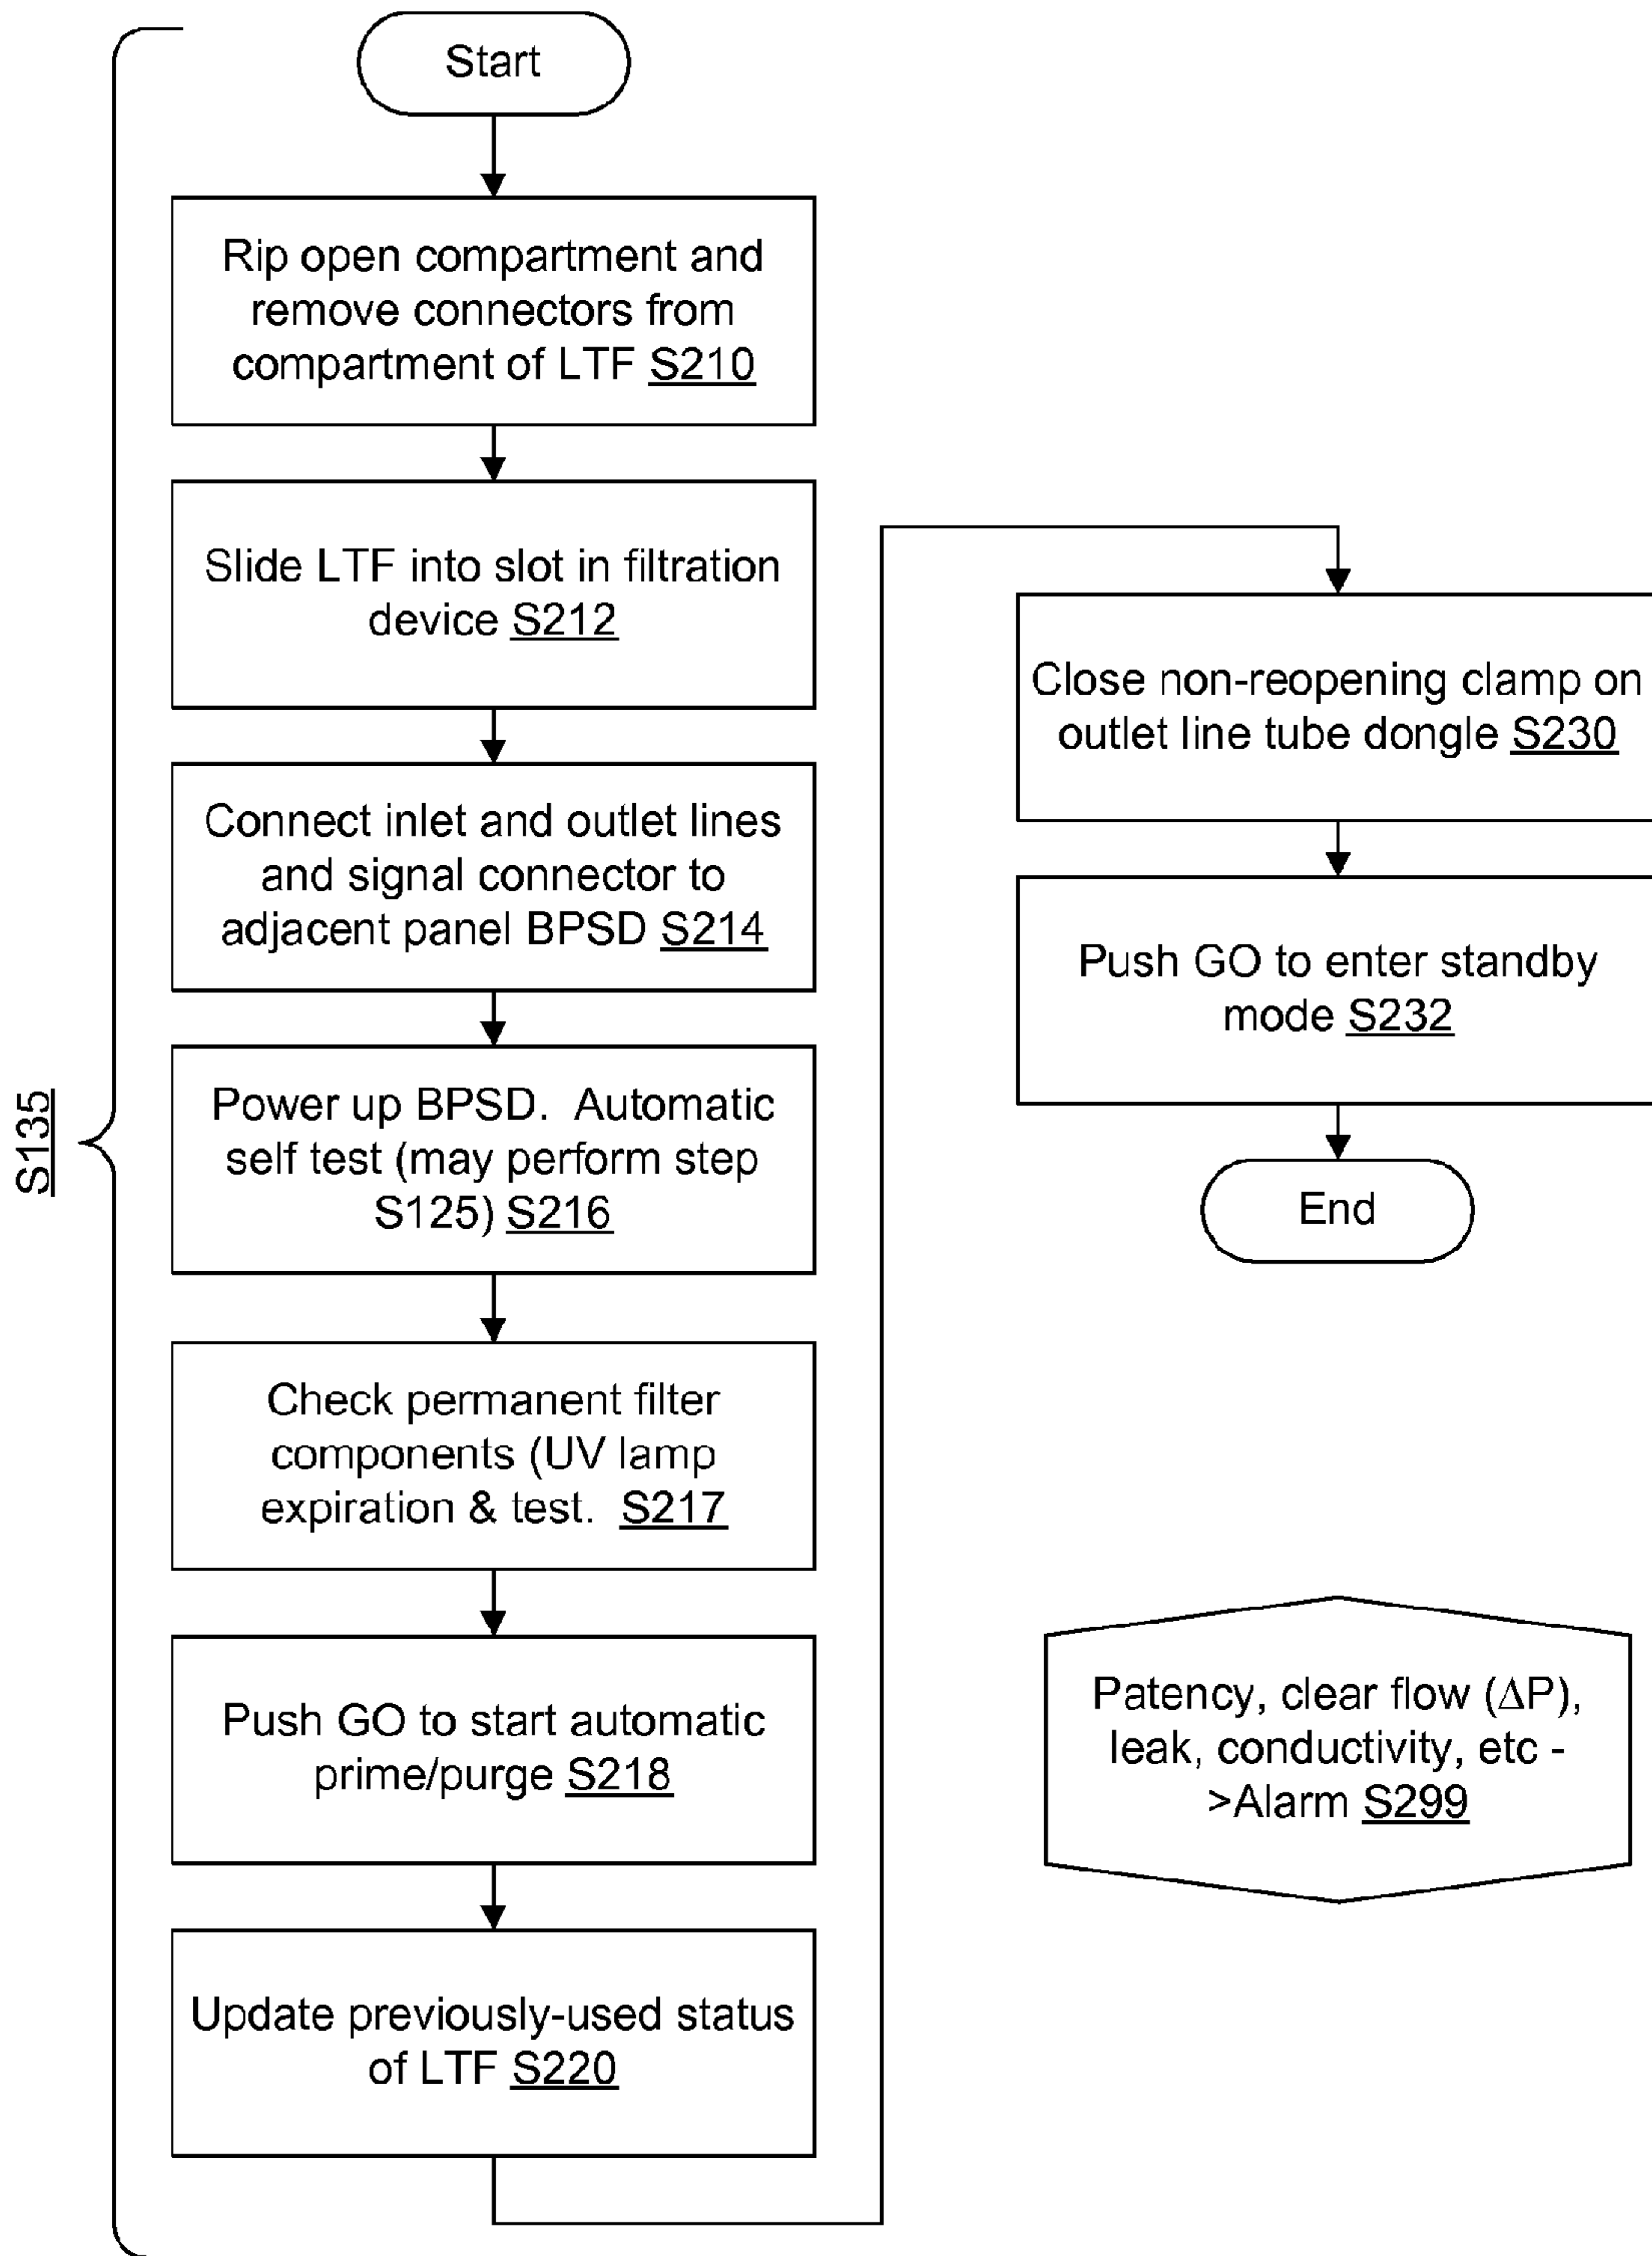 Start
Rip open compartment and
remove connectors from
compartment of LTF S210
Slide LTF into slot in filtration
device S212
Connect inlet and outlet lines
and signal connector to
adjacent panel BPSD S214
Power up BPSD. Automatic
self test (may perform step
S125) S216
Check permanent filter
components (UV lamp
expiration & test. S217
Push GO to start automatic
prime/purge S218
Update previously-used status
of LTF S220
S135
Close non-reopening clamp on
outlet line tube dongle S230
Push GO to enter standby
mode S232
End
Patency, clear flow (ΔP),
leak, conductivity, etc -
>Alarm S299